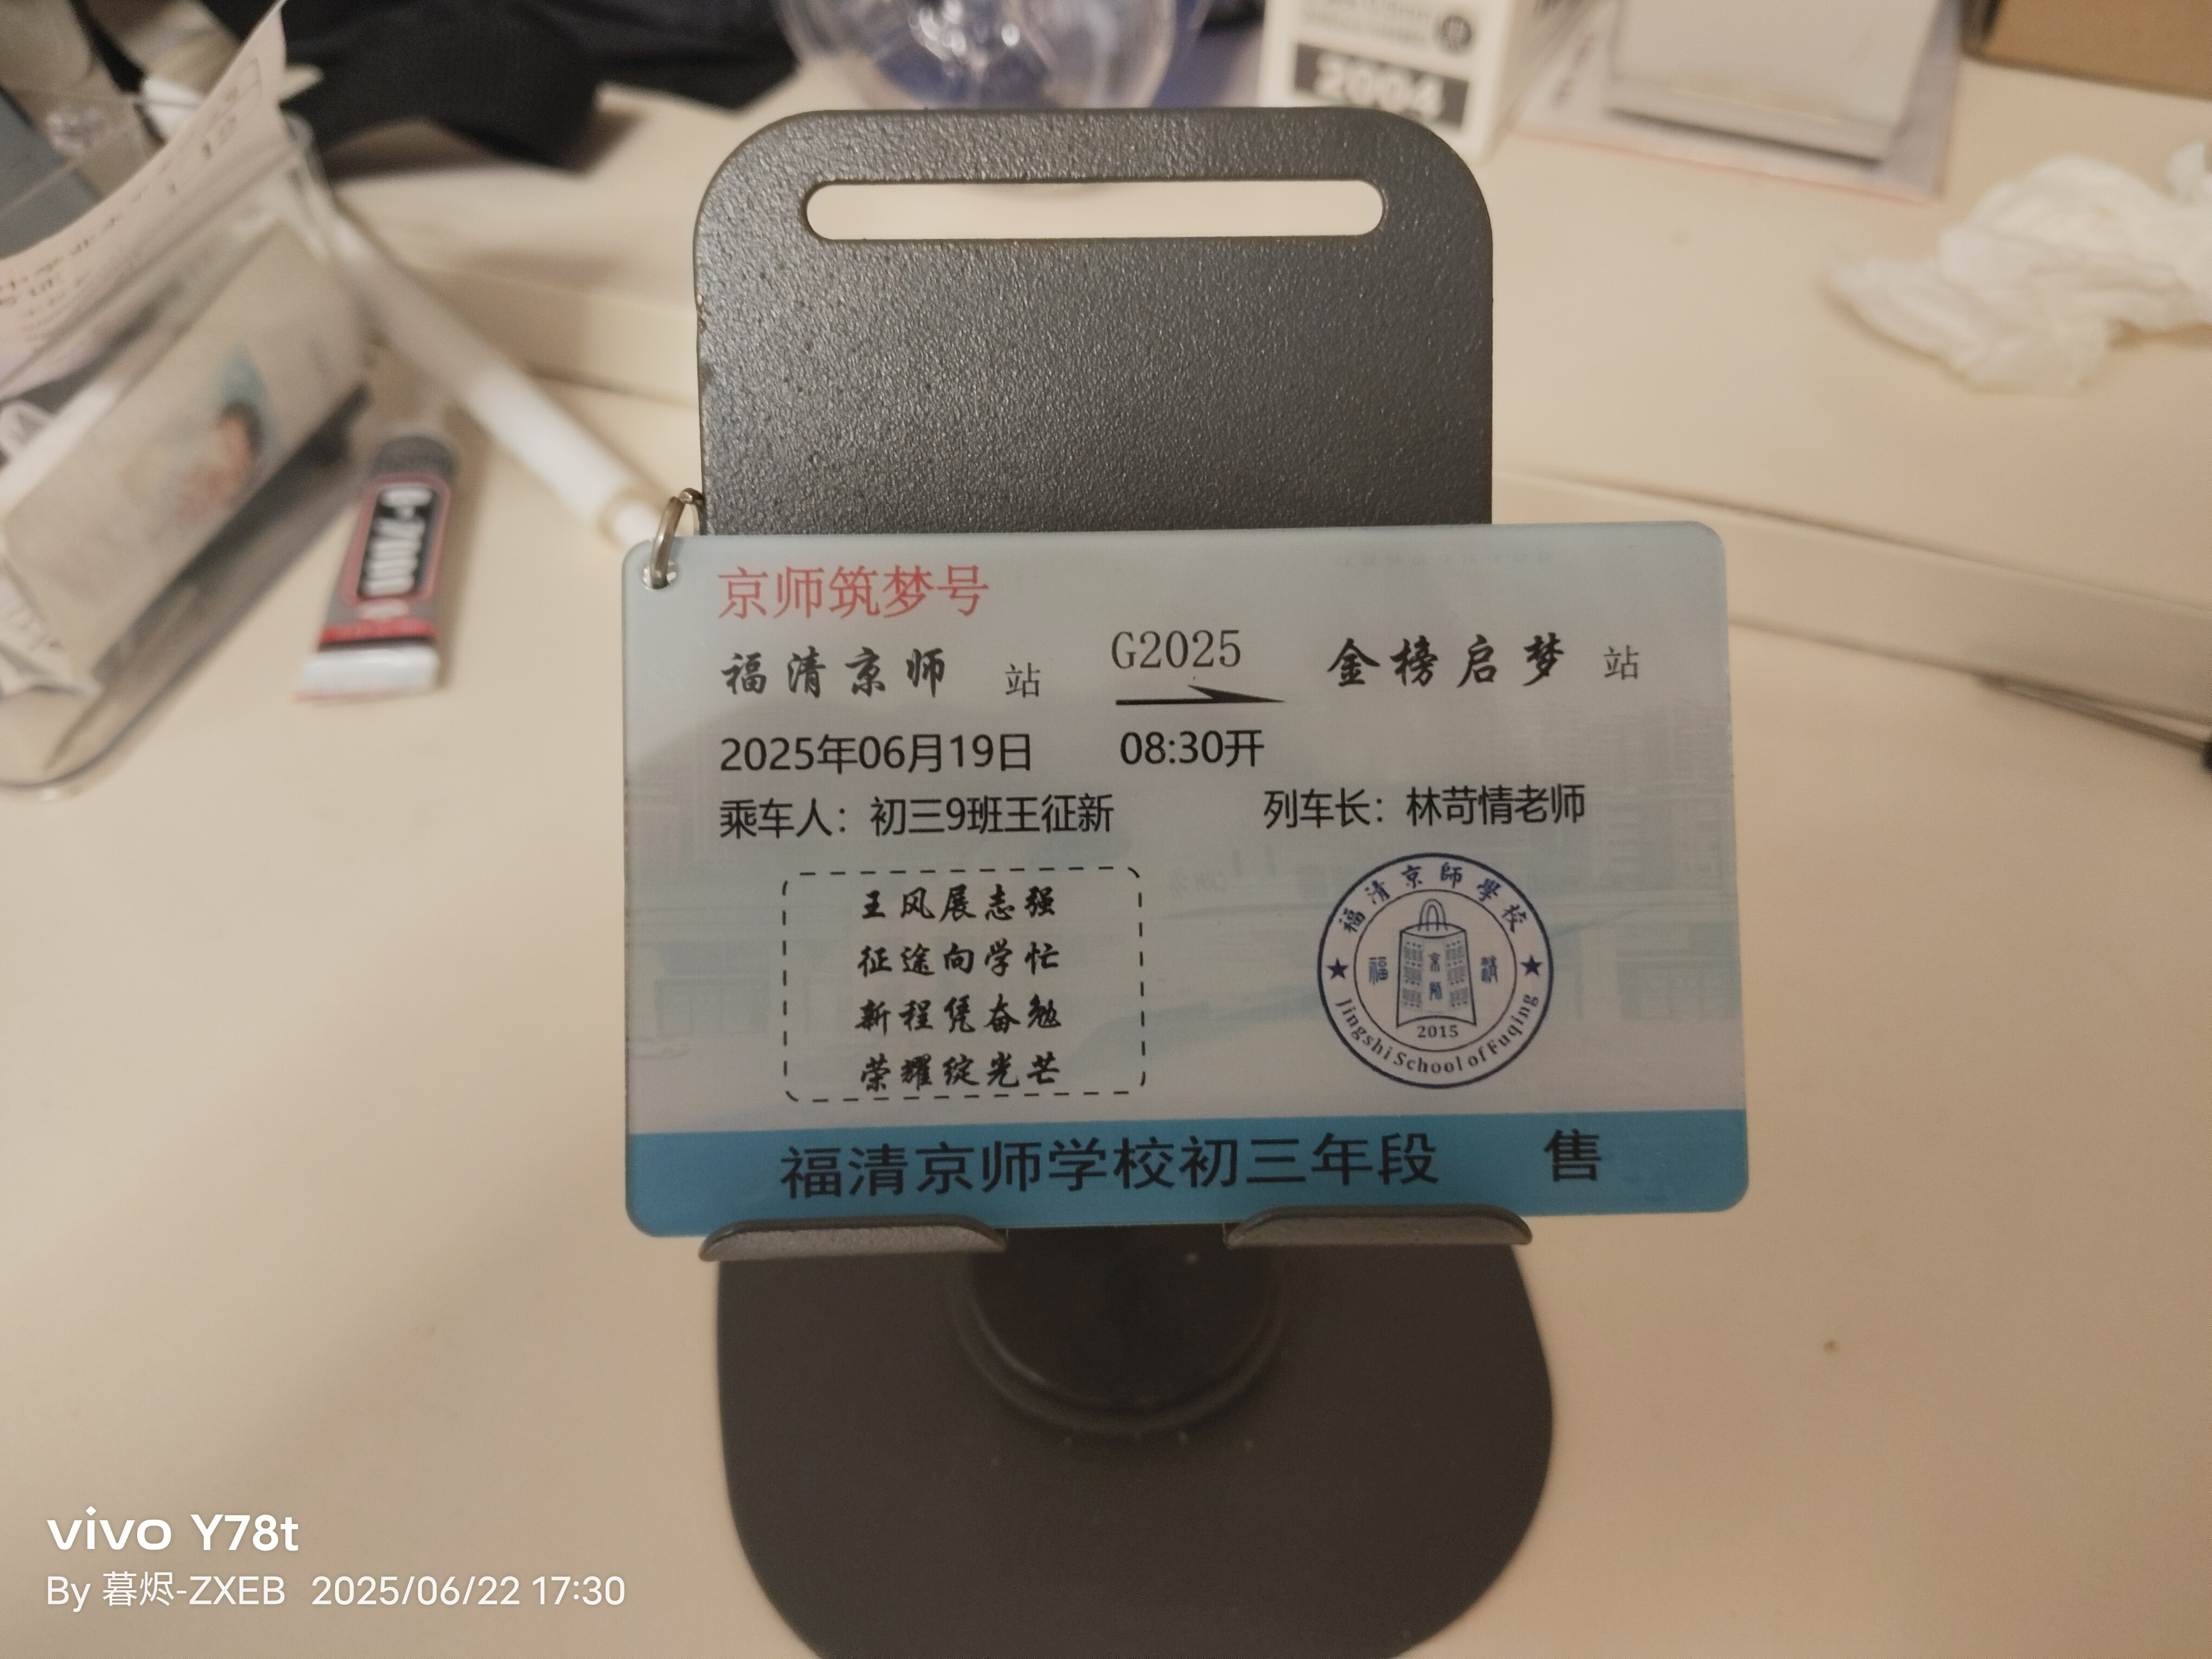 2004
京师筑梦号
福清京师 站 G2025 金榜启梦 站
2025年06月19日 08:30开
乘车人：初三9班王征新 列车长：林苛情老师
王风展志强
征途向学忙
新程凭奋勉
荣耀绽光芒
福清京師學校
福 京师 清
2015
Jingshi School of Fuqing
福清京师学校初三年段 售
vivo Y78t
By 暮烬-ZXEB 2025/06/22 17:30